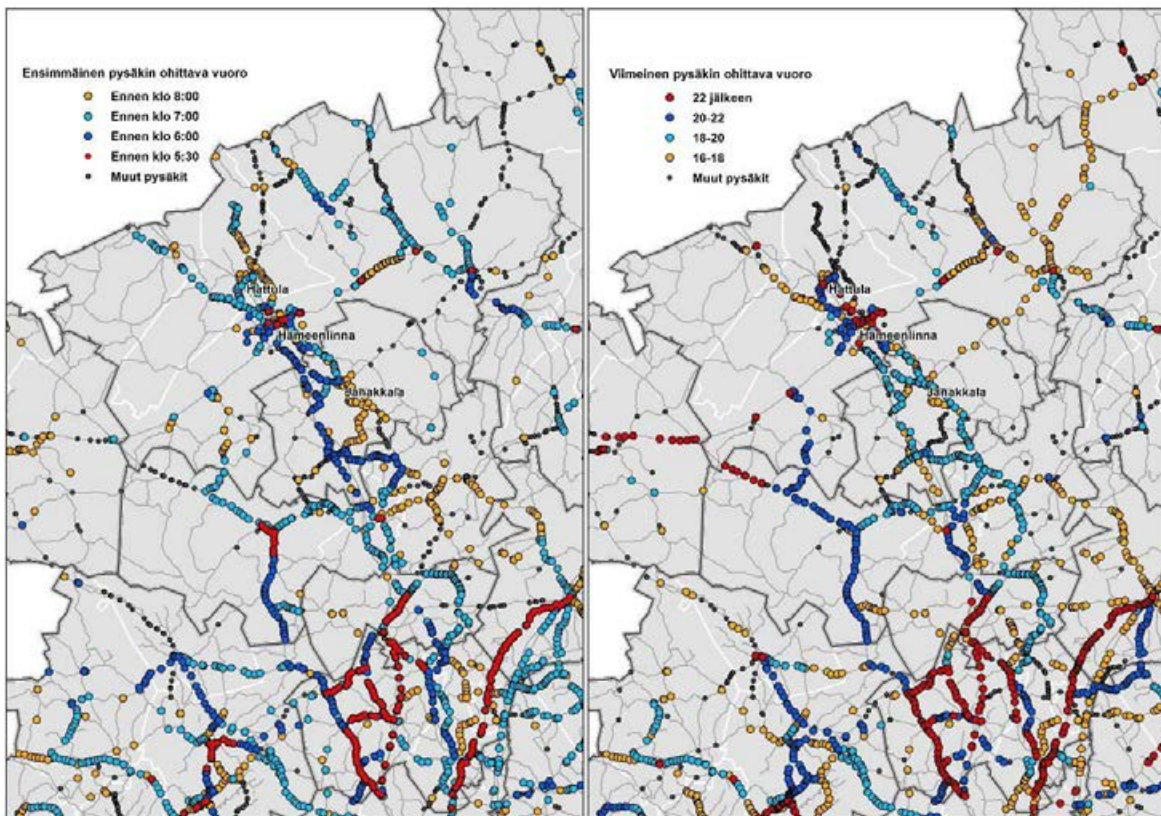 Ensimmäinen pysäkin ohittava vuoro
Ennen klo 8:00
Ennen klo 7:00
Ennen klo 6:00
Ennen klo 5:30
Muut pysäkit
Hattula
Hämeenlinna
Janakkala
Viimeinen pysäkin ohittava vuoro
22 jälkeen
20-22
18-20
16-18
Muut pysäkit
Hattula
Hämeenlinna
Janakkala